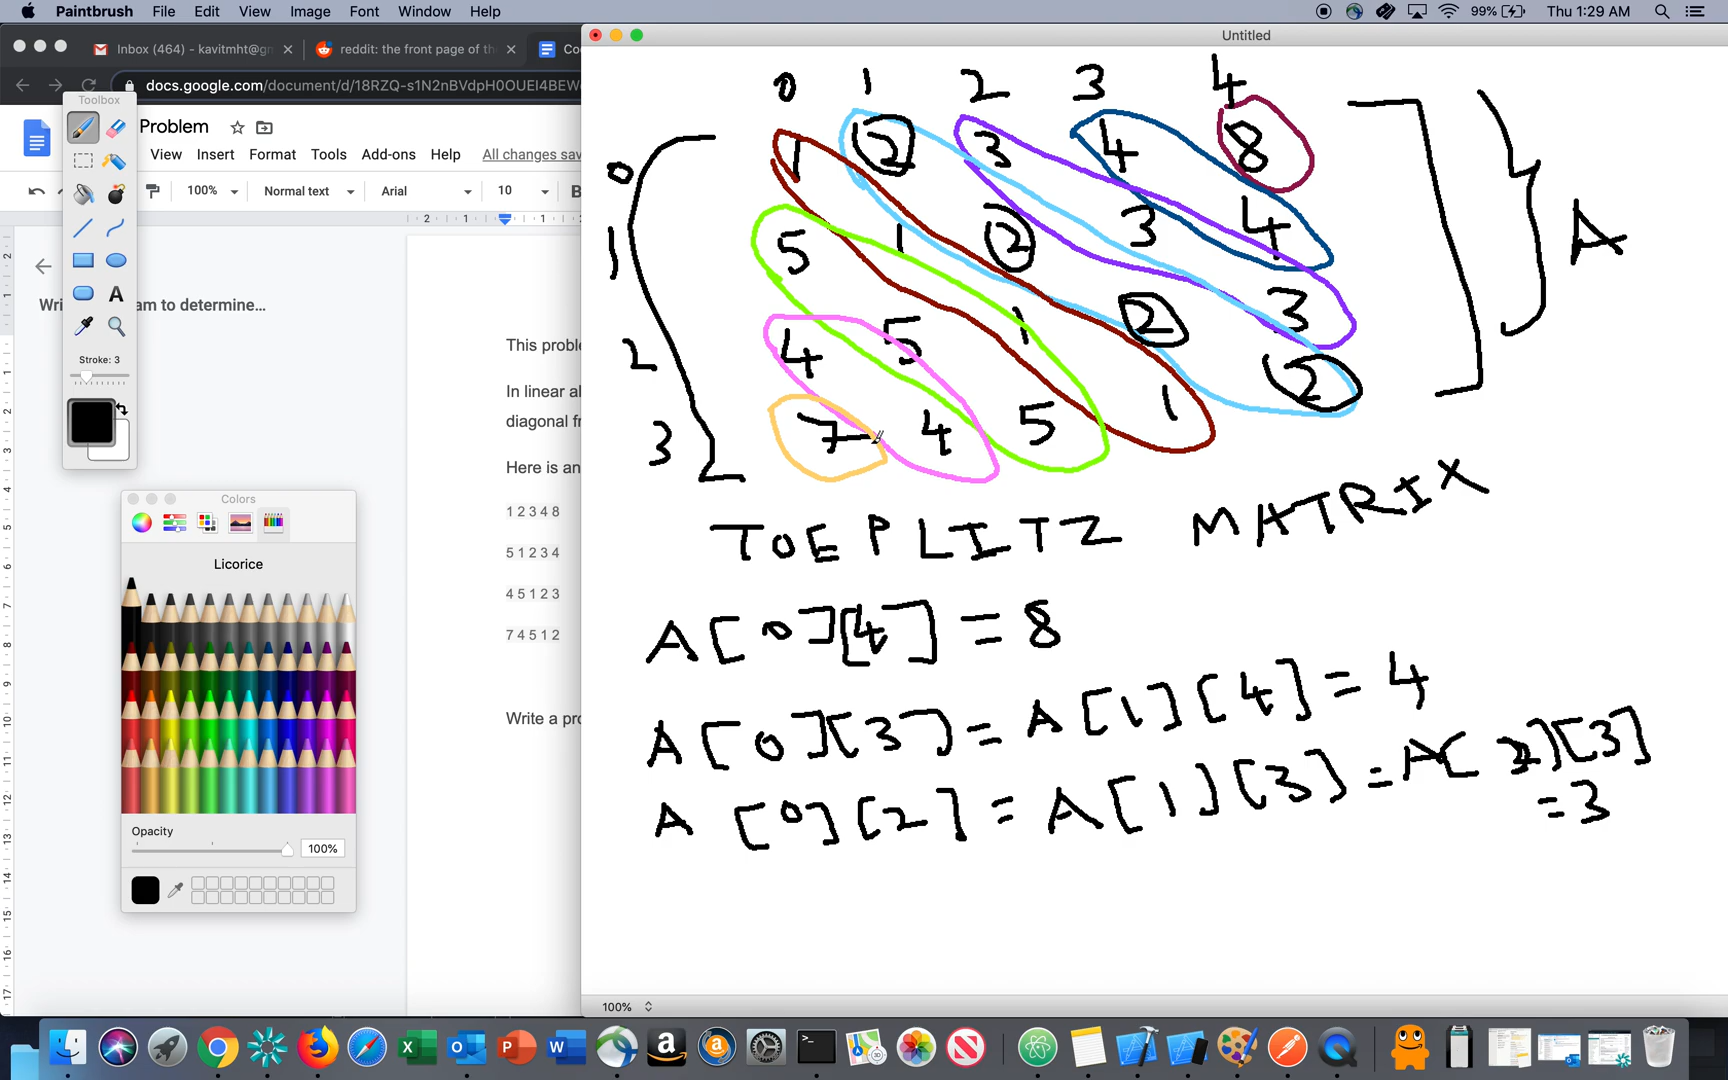 Paintbrush File Edit View Image Font Window Help
99% Thu 1:29 AM
Inbox (464) - kavitmht@gm
reddit: the front page of th
Co
docs.google.com/document/d/18RZQ-s1N2nBVdpH0OUEI4BEW
Toolbox
Problem
View Insert Format Tools Add-ons Help All changes sav
100% Normal text Arial 10 B
Stroke: 3
Wri am to determine...
This proble
In linear al
diagonal fr
Here is an
1 2 3 4 8
5 1 2 3 4
4 5 1 2 3
7 4 5 1 2
Write a pro
Colors
Licorice
Opacity
100%
Untitled
0 1 2 3 4
0 1 2 3 4 8
1 5 1 2 3 4
2 4 5 1 2 3
3 7 4 5 1 2
A
TOEPLITZ MATRIX
A[0][4] = 8
A[0][3] = A[1][4] = 4
A[0][2] = A[1][3] = A[2][3]
= 3
100%